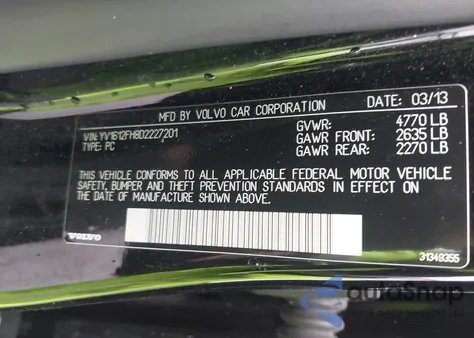 MFD BY VOLVO CAR CORPORATION DATE: 03/13
VIN: YV1612FH8D2227201 GVWR: 4770 LB
TYPE: PC GAWR FRONT: 2635 LB
GAWR REAR: 2270 LB
THIS VEHICLE CONFORMS TO ALL APPLICABLE FEDERAL MOTOR VEHICLE
SAFETY, BUMPER AND THEFT PREVENTION STANDARDS IN EFFECT ON
THE DATE OF MANUFACTURE SHOWN ABOVE.
VOLVO 31349355
autoSnap